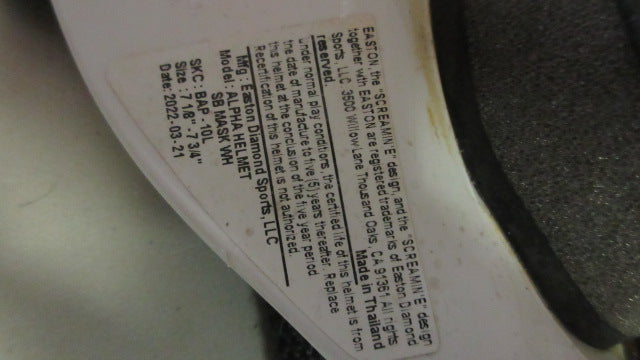 EASTON, the "SCREAMIN'E" design, and the "SCREAMIN'E" design
together with EASTON are registered trademarks of Easton Diamond
Sports, LLC. 3500 Willow Lane Thousand Oaks, CA 91361 All rights
reserved. Made in Thailand
Under normal play conditions, the certified life of this helmet is from
the date of manufacture to five (5) years thereafter. Replace
this helmet at the conclusion of the five year period.
Recertification of this helmet is not authorized.
Mfg : Easton Diamond Sports, LLC
Model : ALPHA HELMET
SB MASK WH
SKC: BAP -10L
Size : 7 1/8" -7 3/4"
Date: 2022-03-21